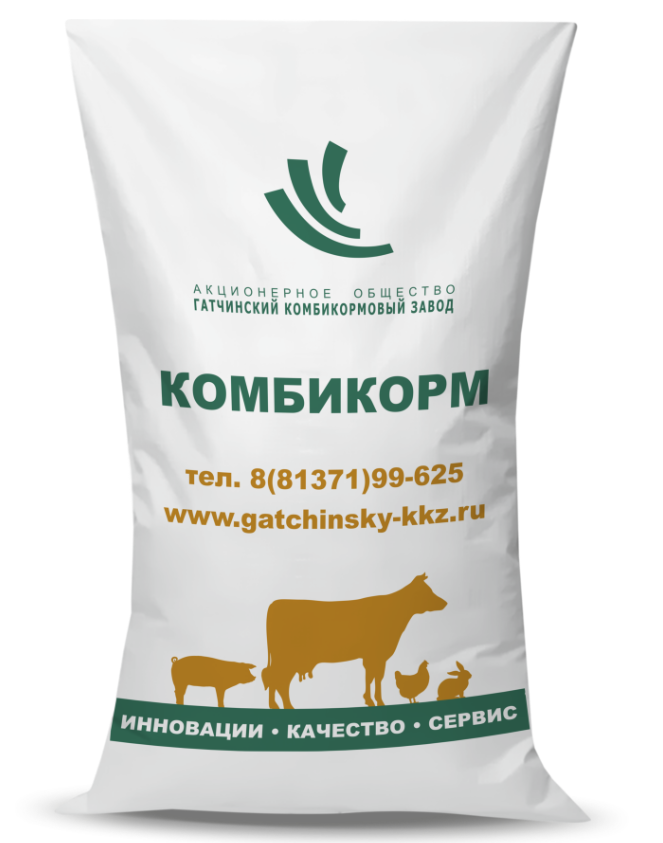 АКЦИОНЕРНОЕ ОБЩЕСТВО
ГАТЧИНСКИЙ КОМБИКОРМОВЫЙ ЗАВОД
КОМБИКОРМ
тел. 8(81371)99-625
www.gatchinsky-kkz.ru
ИННОВАЦИИ • КАЧЕСТВО • СЕРВИС